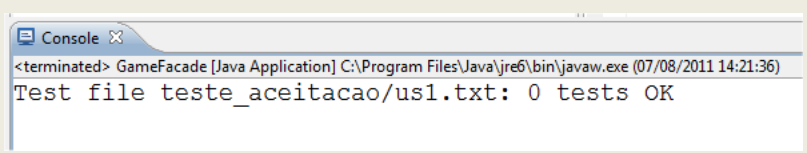 Console
<terminated> GameFacade [Java Application] C:\Program Files\Java\jre6\bin\javaw.exe (07/08/2011 14:21:36)
Test file teste_aceitacao/us1.txt: 0 tests OK